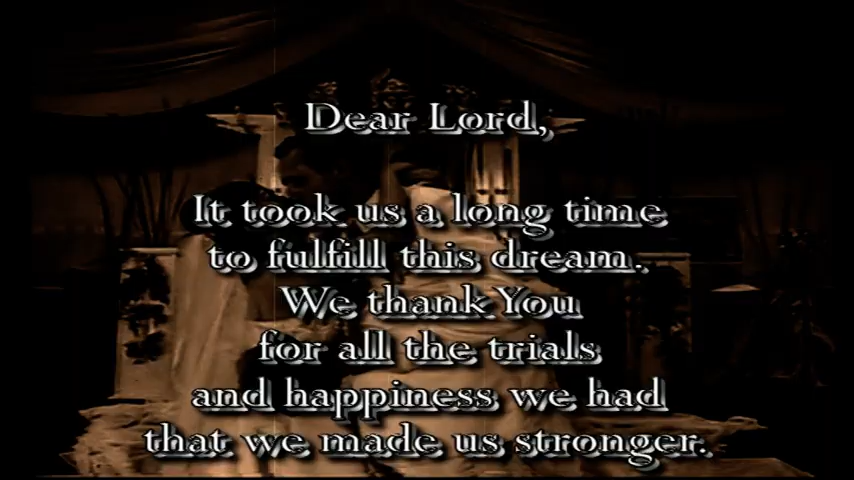 Dear Lord,
It took us a long time
to fulfill this dream.
We thank You
for all the trials
and happiness we had
that we made us stronger.